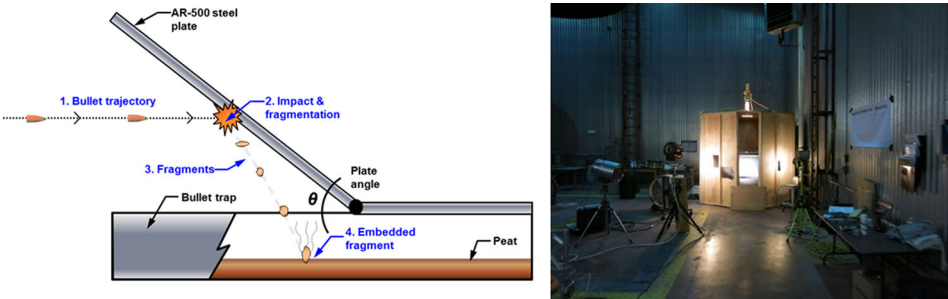 AR-500 steel
plate
1. Bullet trajectory
2. Impact &
fragmentation
3. Fragments
Plate
angle
θ
Bullet trap
4. Embedded
fragment
Peat